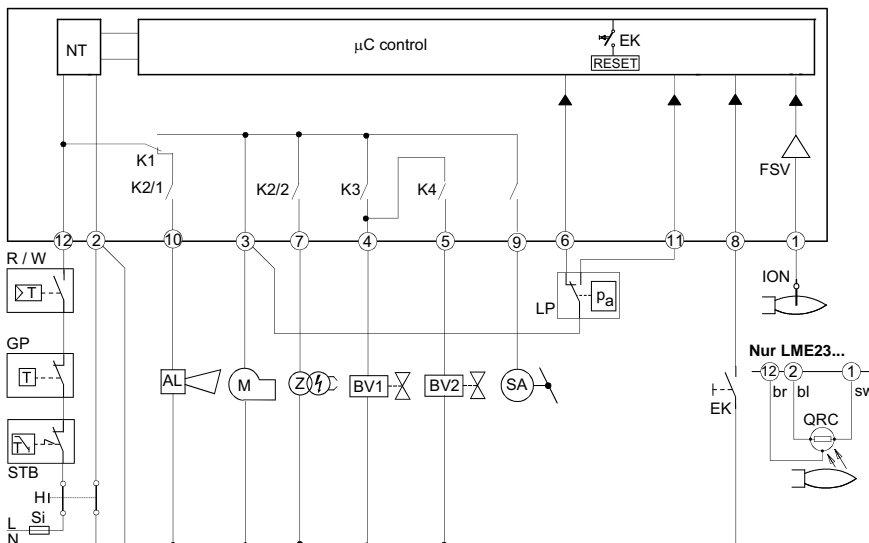 NT
μC control
EK
RESET
FSV
K1
K2/1
K2/2
K3
K4
12
2
10
3
7
4
5
9
6
11
8
1
R / W
T
LP
pa
ION
GP
T
AL
M
Z
BV1
BV2
SA
EK
Nur LME23...
12
2
1
br
bl
sw
QRC
T
STB
H
L
Si
N